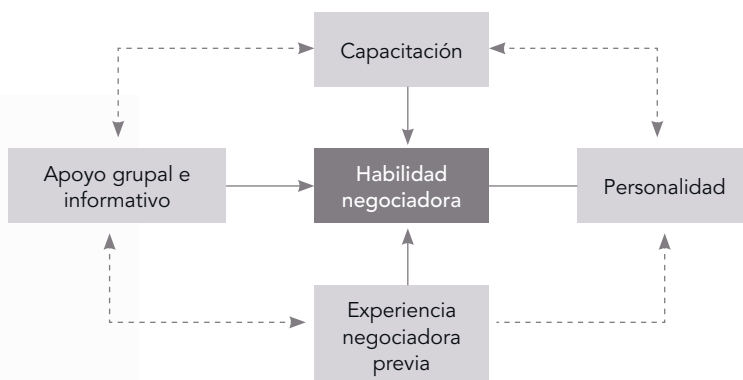 Capacitación
Apoyo grupal e
informativo
Habilidad
negociadora
Personalidad
Experiencia
negociadora
previa